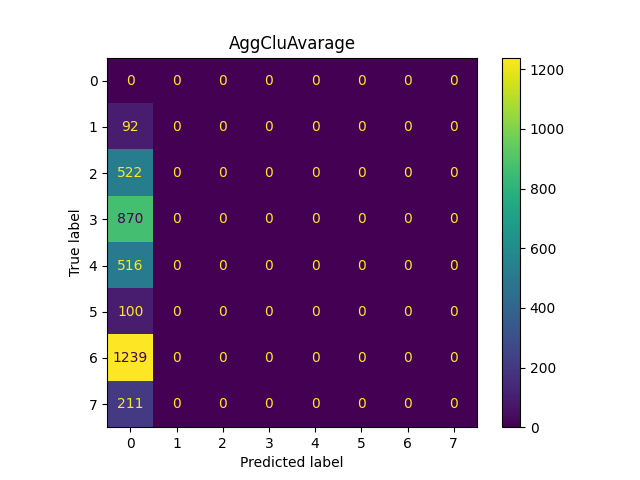 AggCluAvarage
True label
0 0 0 0 0 0 0 0 0
1 92 0 0 0 0 0 0 0
2 522 0 0 0 0 0 0 0
3 870 0 0 0 0 0 0 0
4 516 0 0 0 0 0 0 0
5 100 0 0 0 0 0 0 0
6 1239 0 0 0 0 0 0 0
7 211 0 0 0 0 0 0 0
0 1 2 3 4 5 6 7
Predicted label
1200
1000
800
600
400
200
0